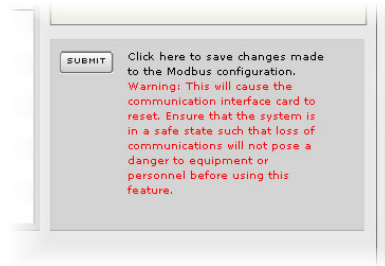 SUBMIT
Click here to save changes made
to the Modbus configuration.
Warning: This will cause the
communication interface card to
reset. Ensure that the system is
in a safe state such that loss of
communications will not pose a
danger to equipment or
personnel before using this
feature.